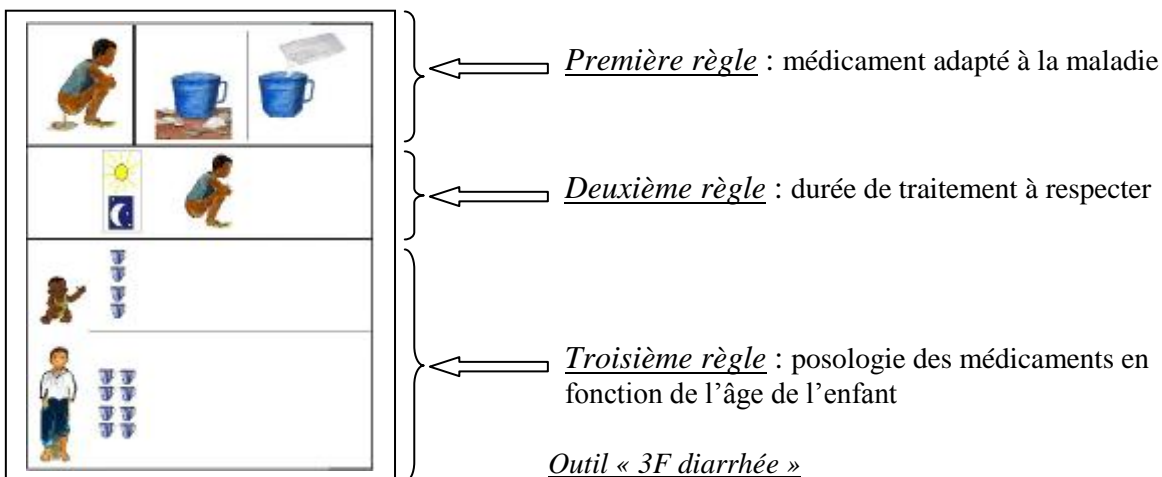 Première règle : médicament adapté à la maladie
Deuxième règle : durée de traitement à respecter
Troisième règle : posologie des médicaments en
fonction de l’âge de l’enfant
Outil « 3F diarrhée »